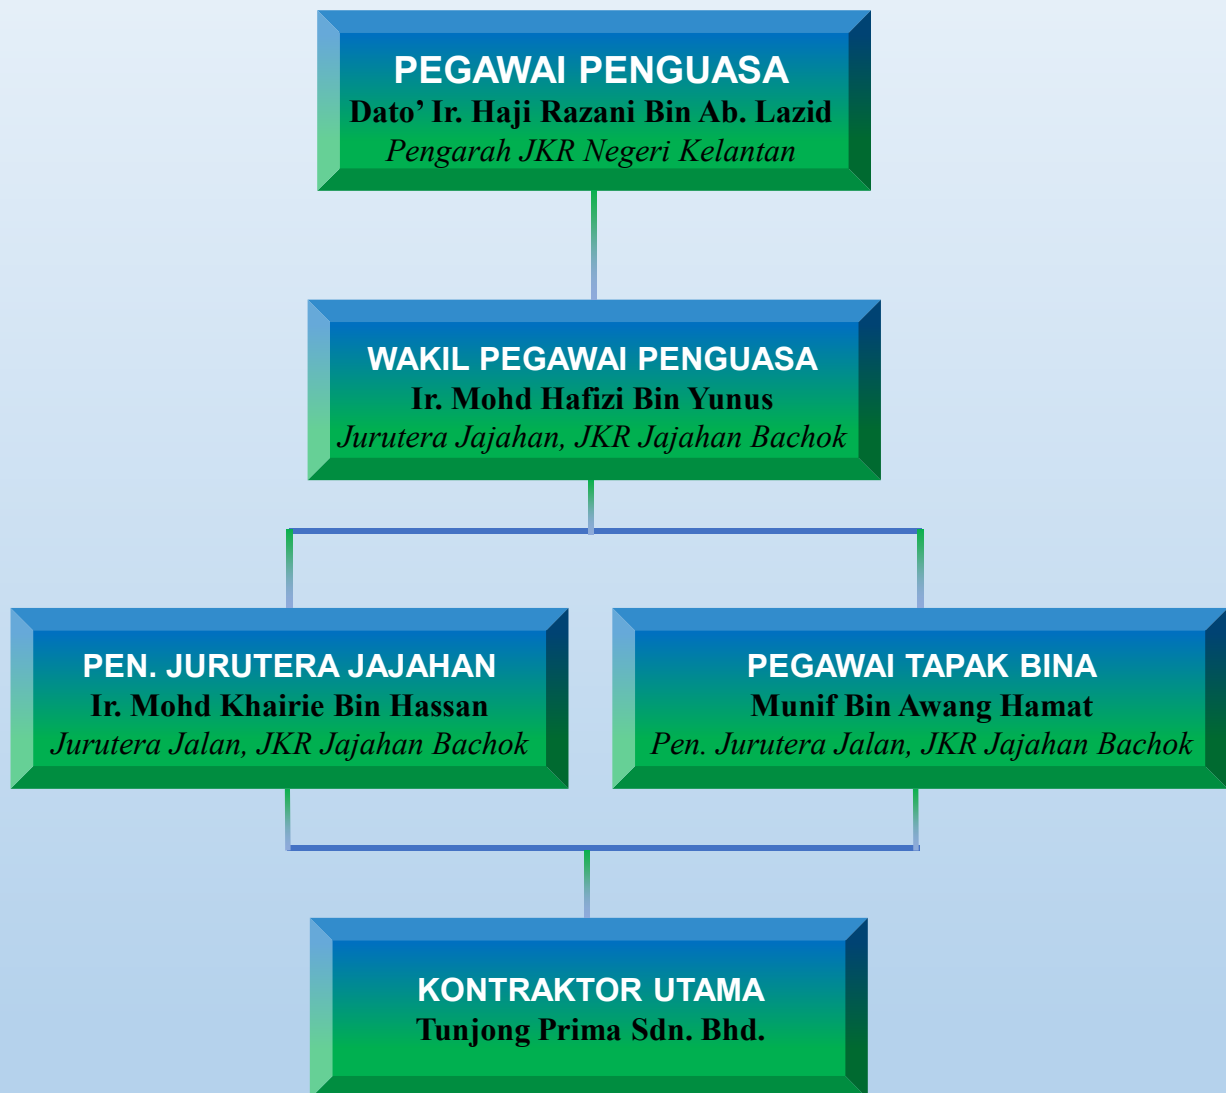 PEGAWAI PENGUASA
Dato’ Ir. Haji Razani Bin Ab. Lazid
Pengarah JKR Negeri Kelantan
WAKIL PEGAWAI PENGUASA
Ir. Mohd Hafizi Bin Yunus
Jurutera Jajahan, JKR Jajahan Bachok
PEN. JURUTERA JAJAHAN
Ir. Mohd Khairie Bin Hassan
Jurutera Jalan, JKR Jajahan Bachok
PEGAWAI TAPAK BINA
Munif Bin Awang Hamat
Pen. Jurutera Jalan, JKR Jajahan Bachok
KONTRAKTOR UTAMA
Tunjong Prima Sdn. Bhd.